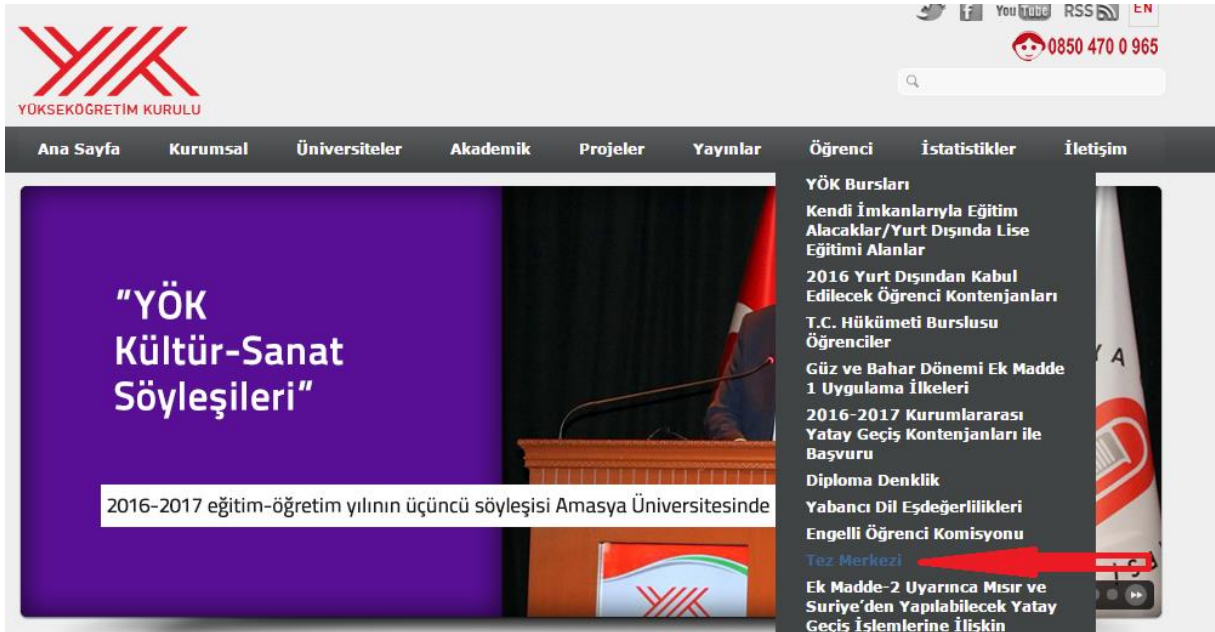 You Tube RSS EN
0850 470 0 965
YÜKSEKÖĞRETİM KURULU
Ana Sayfa Kurumsal Üniversiteler Akademik Projeler Yayınlar Öğrenci İstatistikler İletişim
YÖK Bursları
Kendi İmkanlarıyla Eğitim
Alacaklar/Yurt Dışında Lise
Eğitimi Alanlar
2016 Yurt Dışından Kabul
Edilecek Öğrenci Kontenjanları
T.C. Hükümeti Burslusu
Öğrenciler
Güz ve Bahar Dönemi Ek Madde
1 Uygulama İlkeleri
2016-2017 Kurumlararası
Yatay Geçiş Kontenjanları ile
Başvuru
Diploma Denklik
Yabancı Dil Eşdeğerlilikleri
Engelli Öğrenci Komisyonu
Tez Merkezi
Ek Madde-2 Uyarınca Mısır ve
Suriye’den Yapılabilecek Yatay
Geçiş İşlemlerine İlişkin
"YÖK
Kültür-Sanat
Söyleşileri"
2016-2017 eğitim-öğretim yılının üçüncü söyleşisi Amasya Üniversitesinde